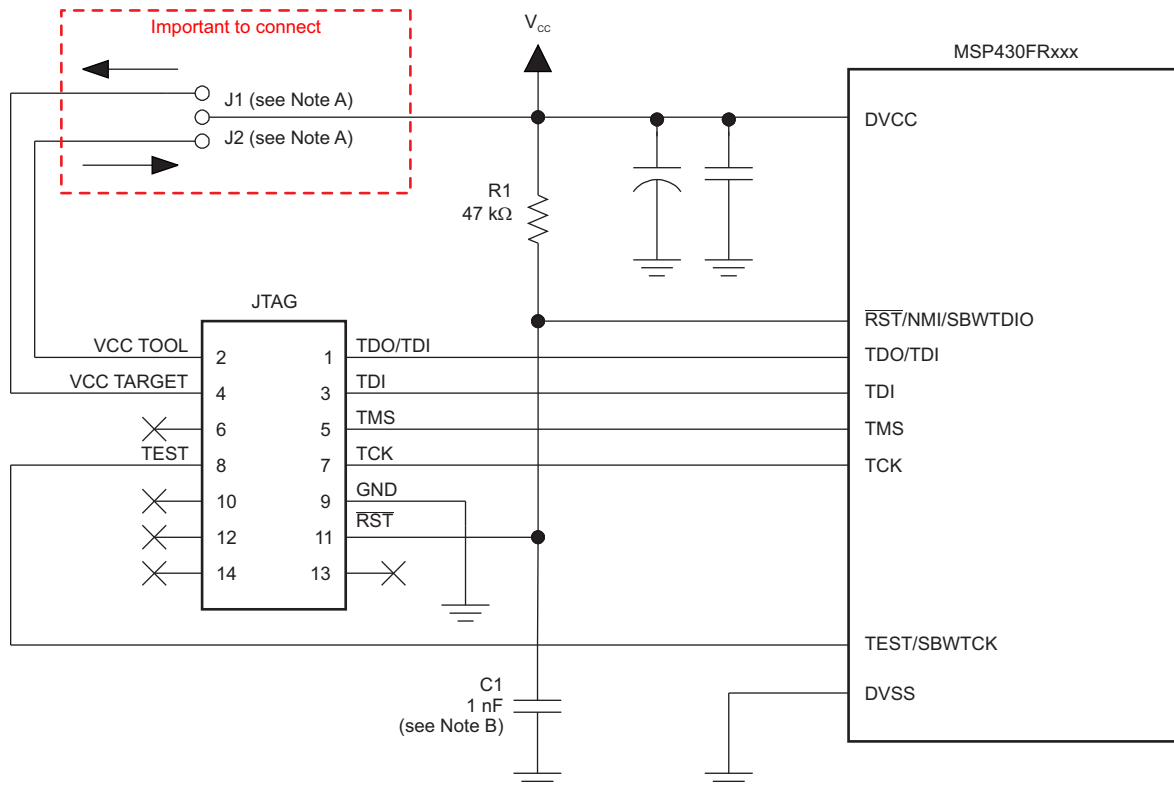 Important to connect
V_CC
MSP430FRxxx
J1 (see Note A)
J2 (see Note A)
DVCC
R1
47 kΩ
JTAG
RST/NMI/SBWTDIO
VCC TOOL
2
1
TDO/TDI
TDO/TDI
VCC TARGET
4
3
TDI
TDI
6
5
TMS
TMS
TEST
8
7
TCK
TCK
10
9
GND
12
11
RST
14
13
TEST/SBWTCK
C1
1 nF
(see Note B)
DVSS